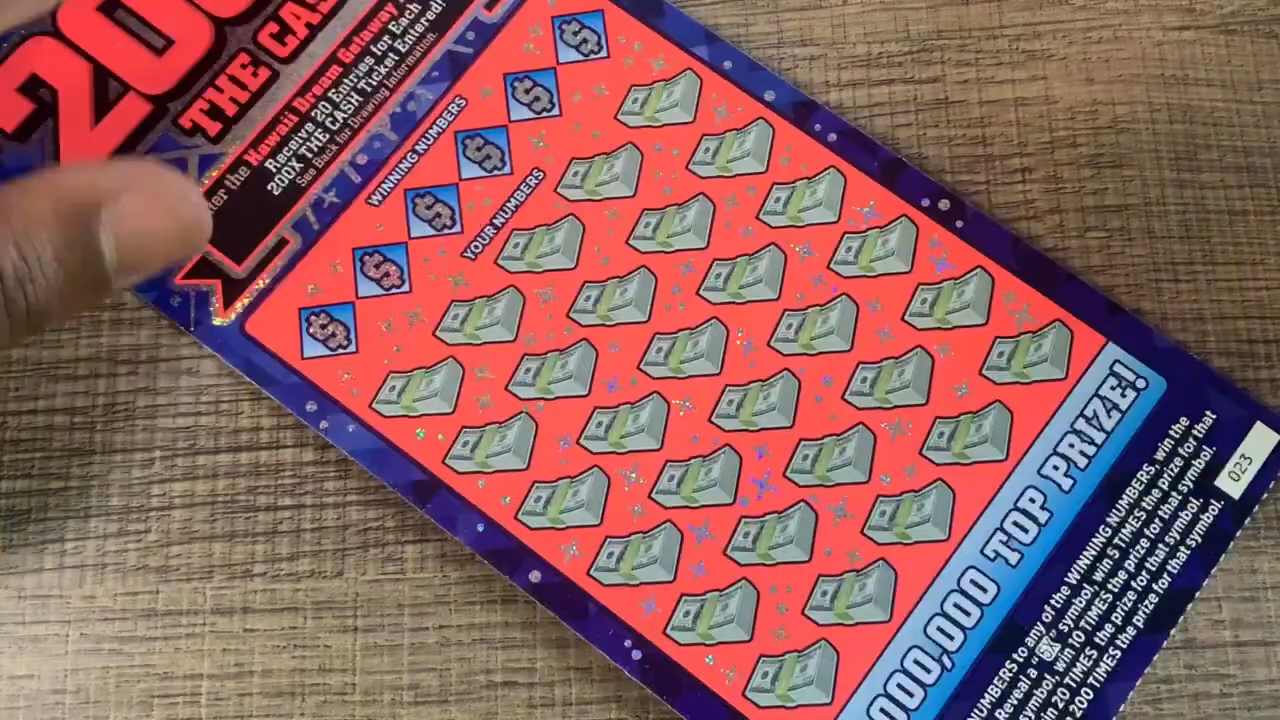 200
THE CAS
ter the Hawaii Dream Getaway
Receive 20 Entries for Each
200X THE CASH Ticket Entered!
See Back for Drawing Information.
WINNING NUMBERS
$ $ $ $ $ $
YOUR NUMBERS
000,000 TOP PRIZE!
NUMBERS to any of the WINNING NUMBERS, win the
Reveal a "5X" symbol, win 5 TIMES the prize for that
symbol, win 10 TIMES the prize for that symbol.
n 20 TIMES the prize for that symbol.
200 TIMES the prize for that symbol.
023